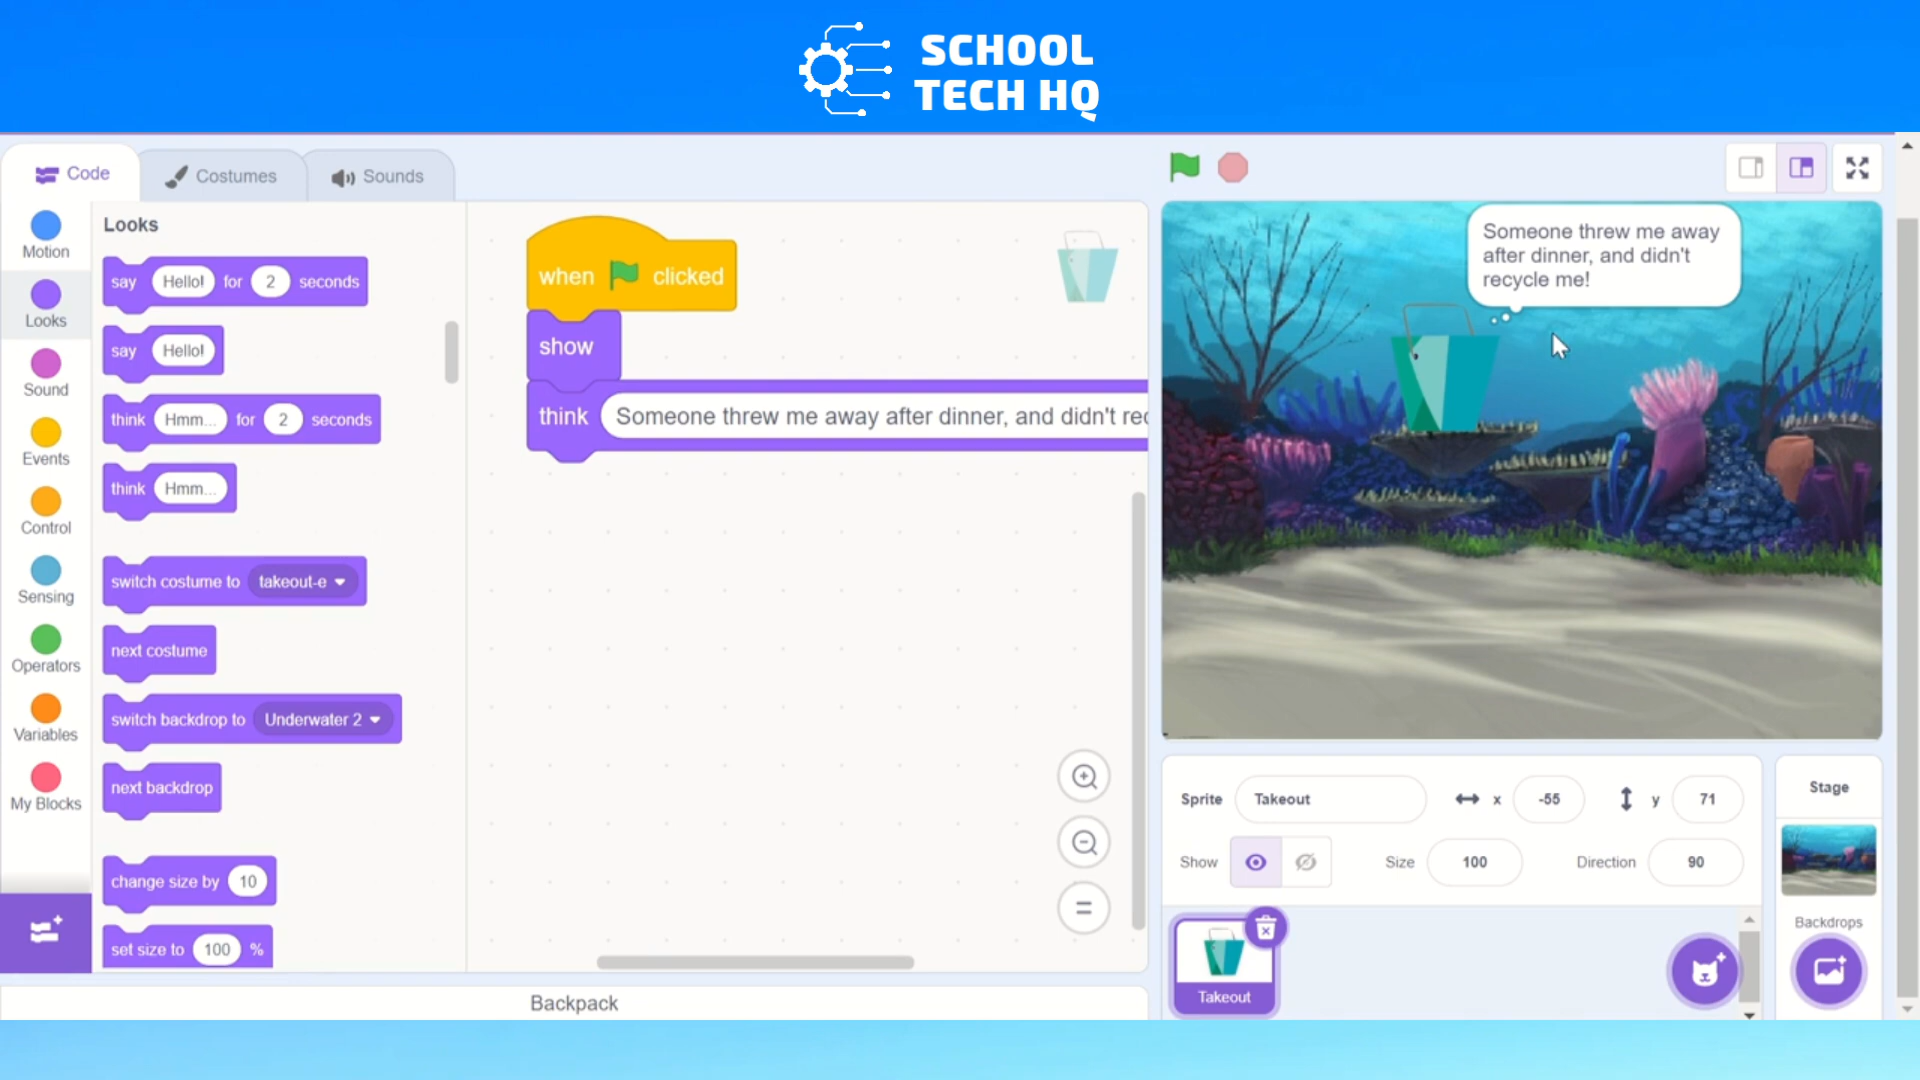 SCHOOL
TECH HQ
Code
Costumes
Sounds
Motion
Looks
Sound
Events
Control
Sensing
Operators
Variables
My Blocks
Looks
say Hello! for 2 seconds
say Hello!
think Hmm... for 2 seconds
think Hmm...
switch costume to takeout-e
next costume
switch backdrop to Underwater 2
next backdrop
change size by 10
set size to 100 %
when clicked
show
think Someone threw me away after dinner, and didn't rec
Backpack
Someone threw me away
after dinner, and didn't
recycle me!
Sprite Takeout x -55 y 71
Show Size 100 Direction 90
Takeout
Stage
Backdrops